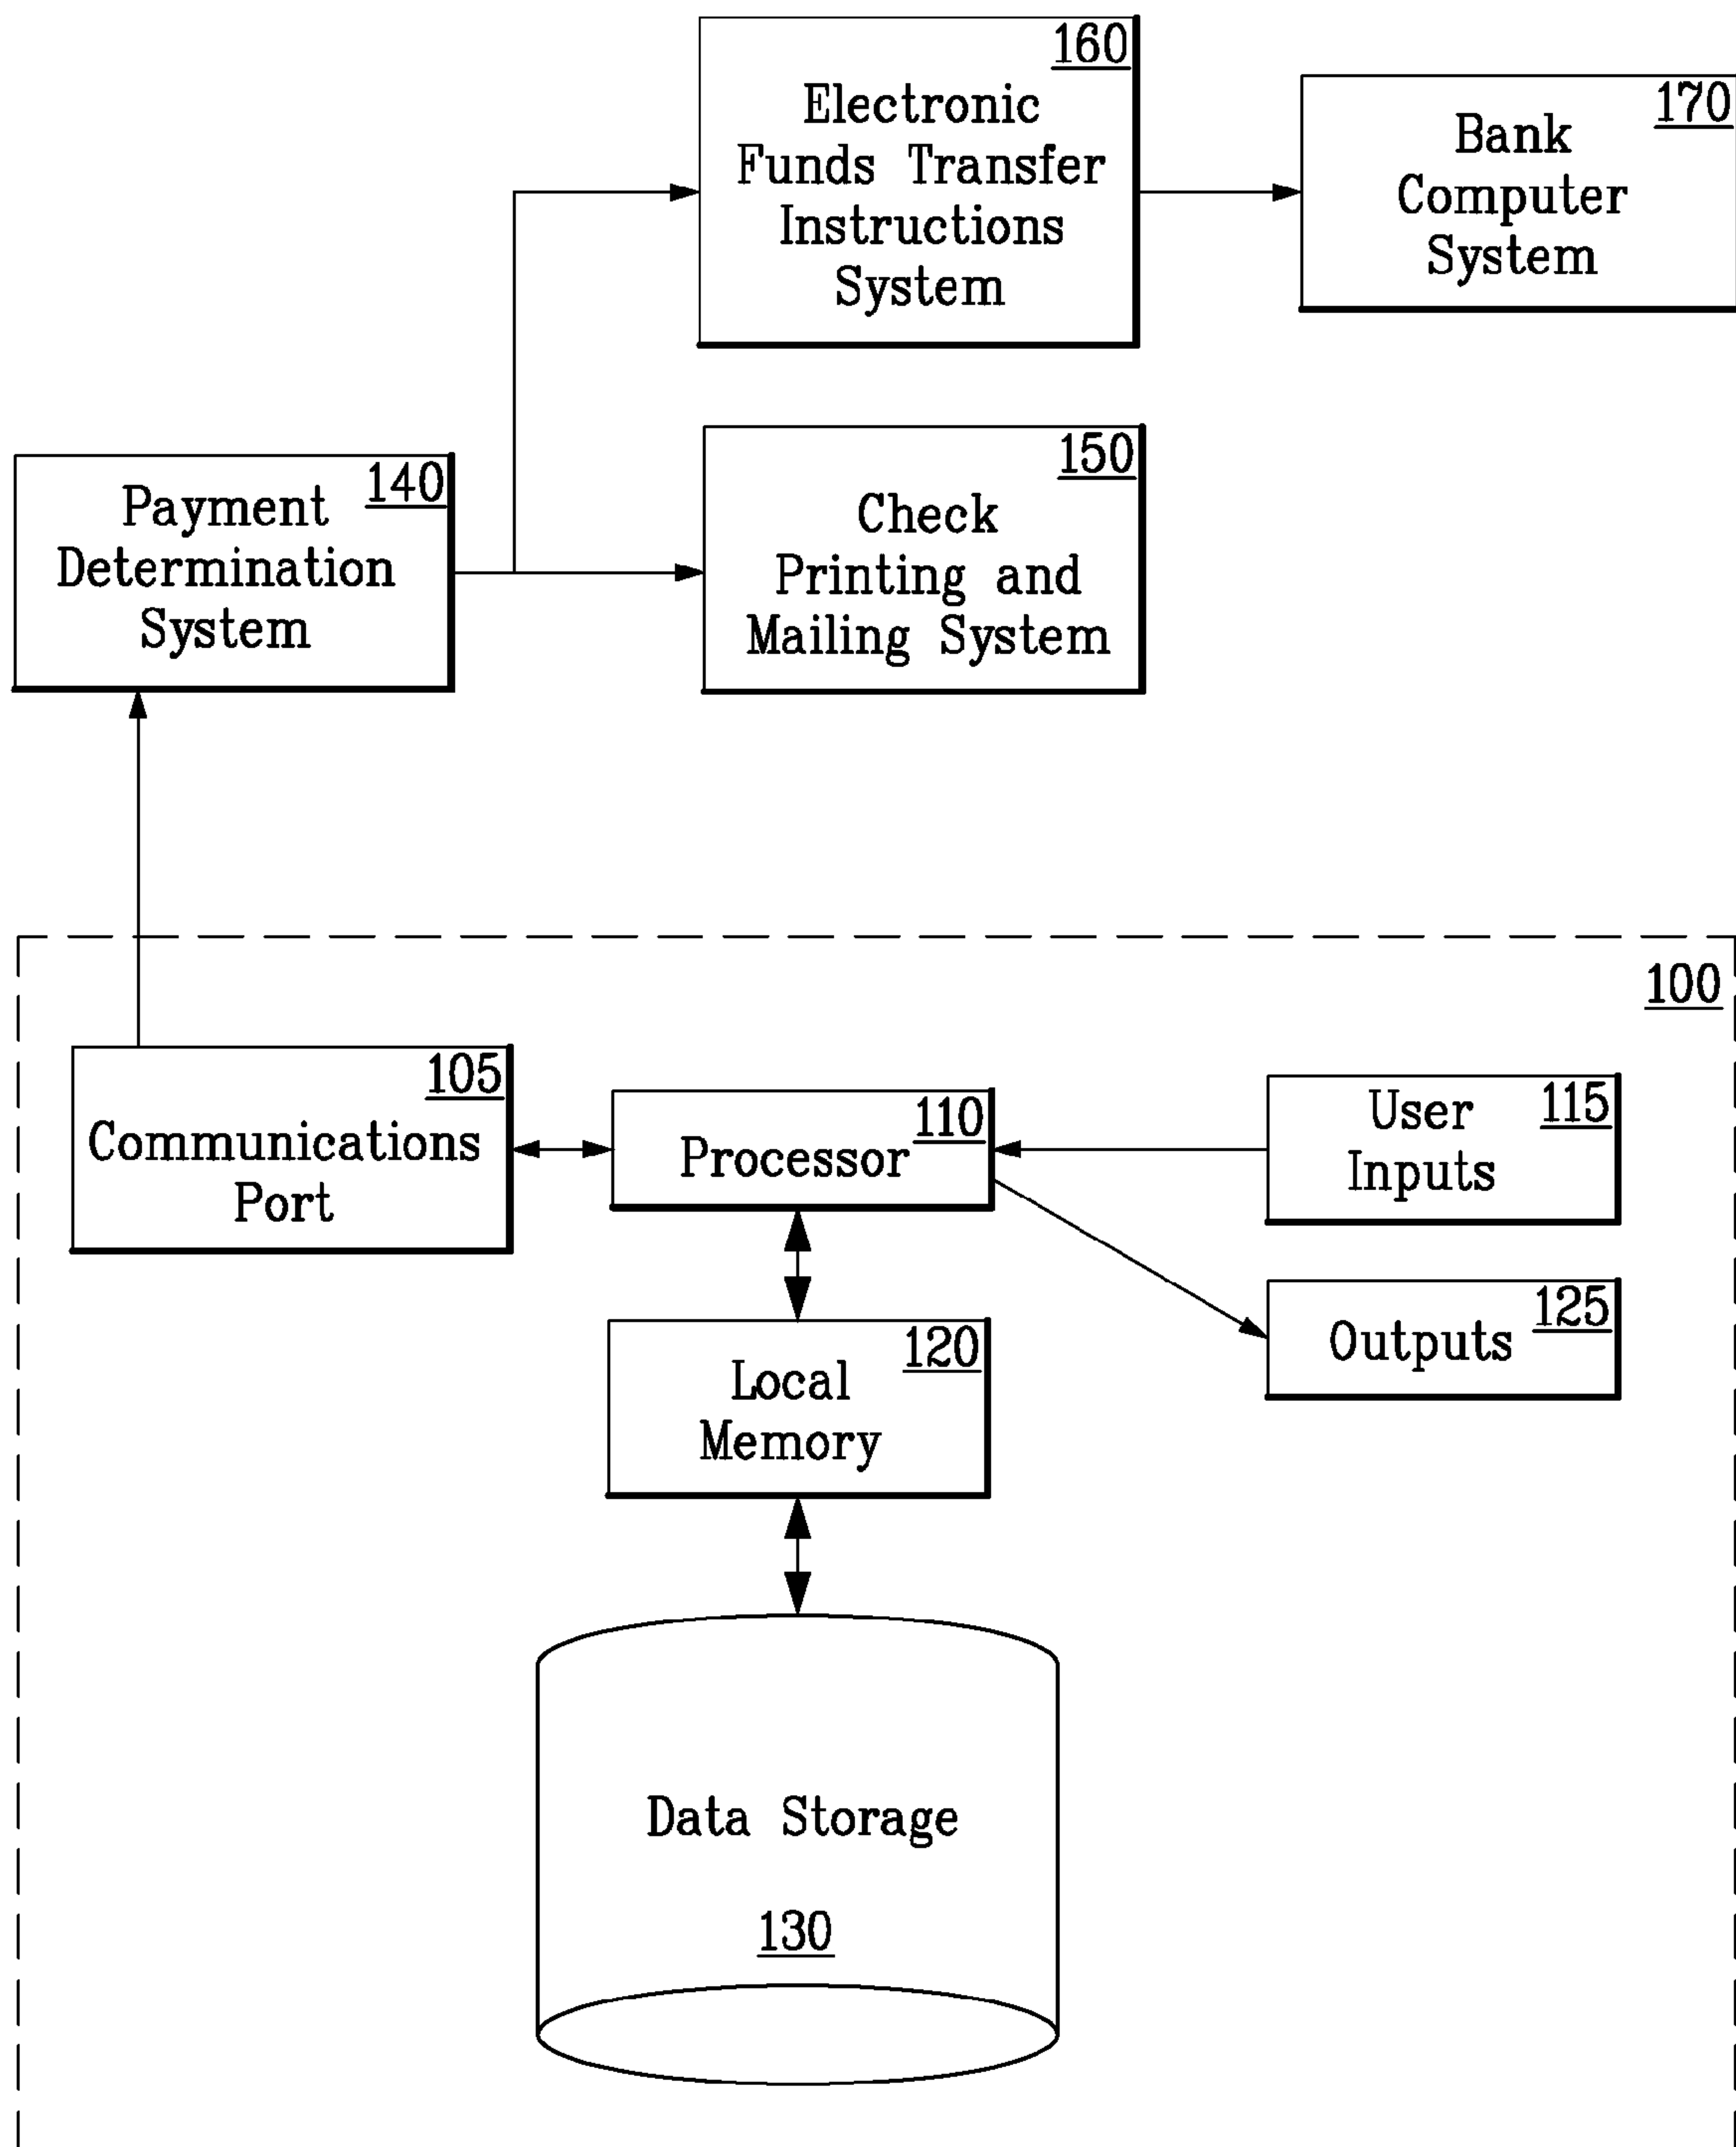 160
Electronic
Funds Transfer
Instructions
System
170
Bank
Computer
System
140
Payment
Determination
System
150
Check
Printing and
Mailing System
100
105
Communications
Port
110
Processor
115
User
Inputs
125
Outputs
120
Local
Memory
Data Storage
130